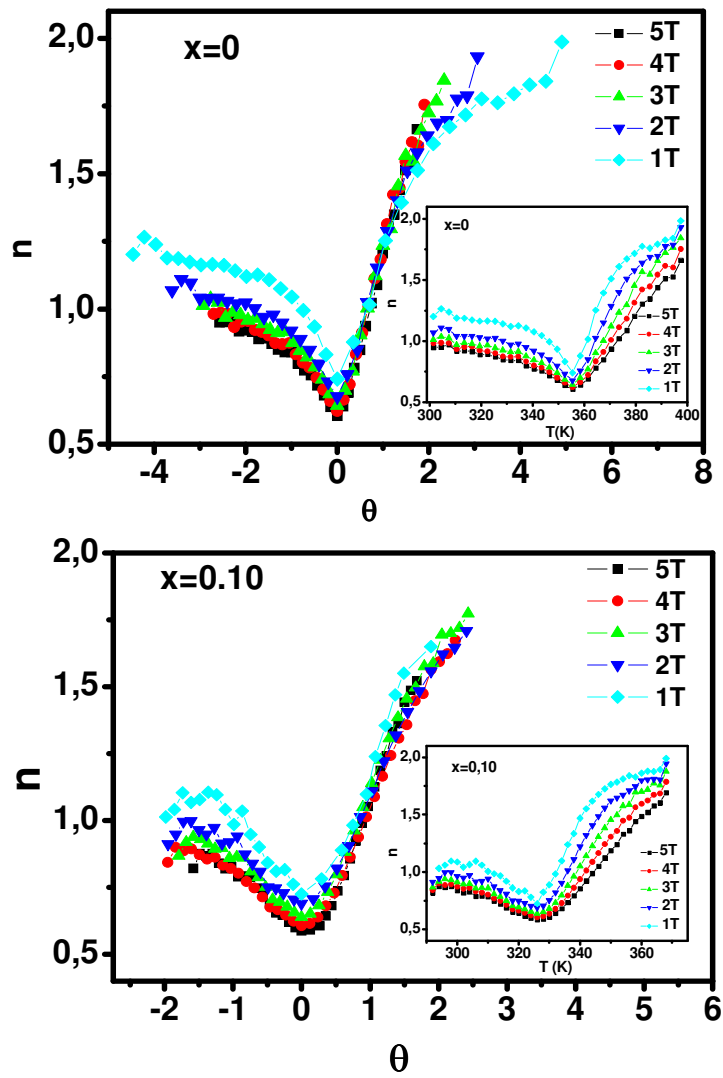 x=0
5T
4T
3T
2T
1T
2,0
1,5
1,0
0,5
n
-4 -2 0 2 4 6 8
θ
x=0
5T
4T
3T
2T
1T
2,0
1,5
1,0
0,5
n
300 320 340 360 380 400
T(K)
x=0.10
5T
4T
3T
2T
1T
2,0
1,5
1,0
0,5
n
-2 -1 0 1 2 3 4 5 6
θ
x=0,10
5T
4T
3T
2T
1T
2,0
1,5
1,0
0,5
n
300 320 340 360
T (K)